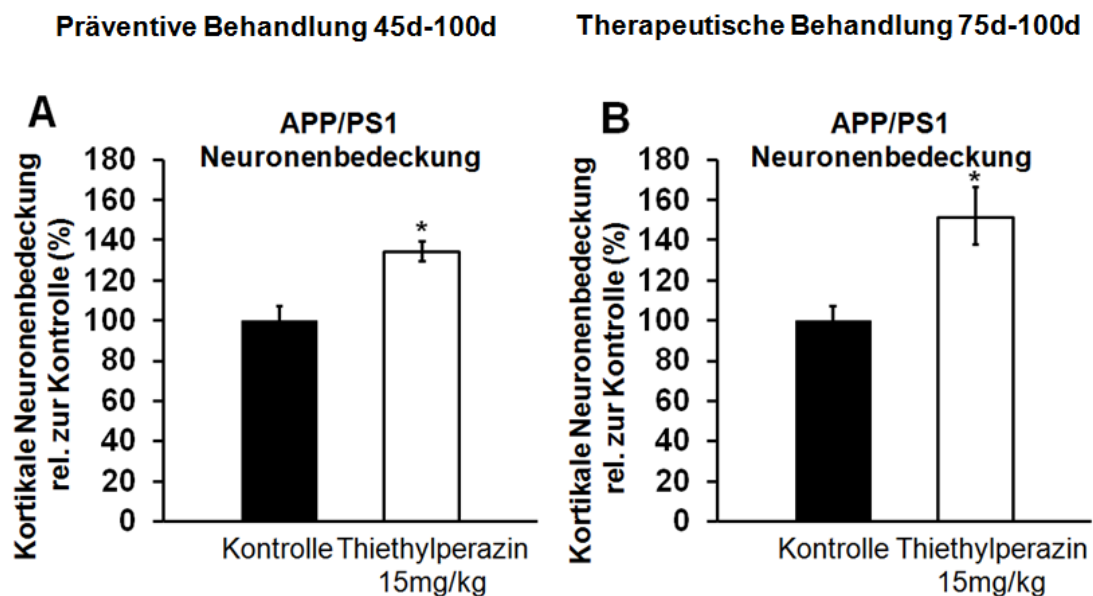 Präventive Behandlung 45d-100d
Therapeutische Behandlung 75d-100d
A
APP/PS1
Neuronenbedeckung
Kortikale Neuronenbedeckung
rel. zur Kontrolle (%)
180
160
140
120
100
80
60
40
20
0
*
Kontrolle
Thiethylperazin
15mg/kg
B
APP/PS1
Neuronenbedeckung
Kortikale Neuronenbedeckung
rel. zur Kontrolle (%)
180
160
140
120
100
80
60
40
20
0
*
Kontrolle
Thiethylperazin
15mg/kg